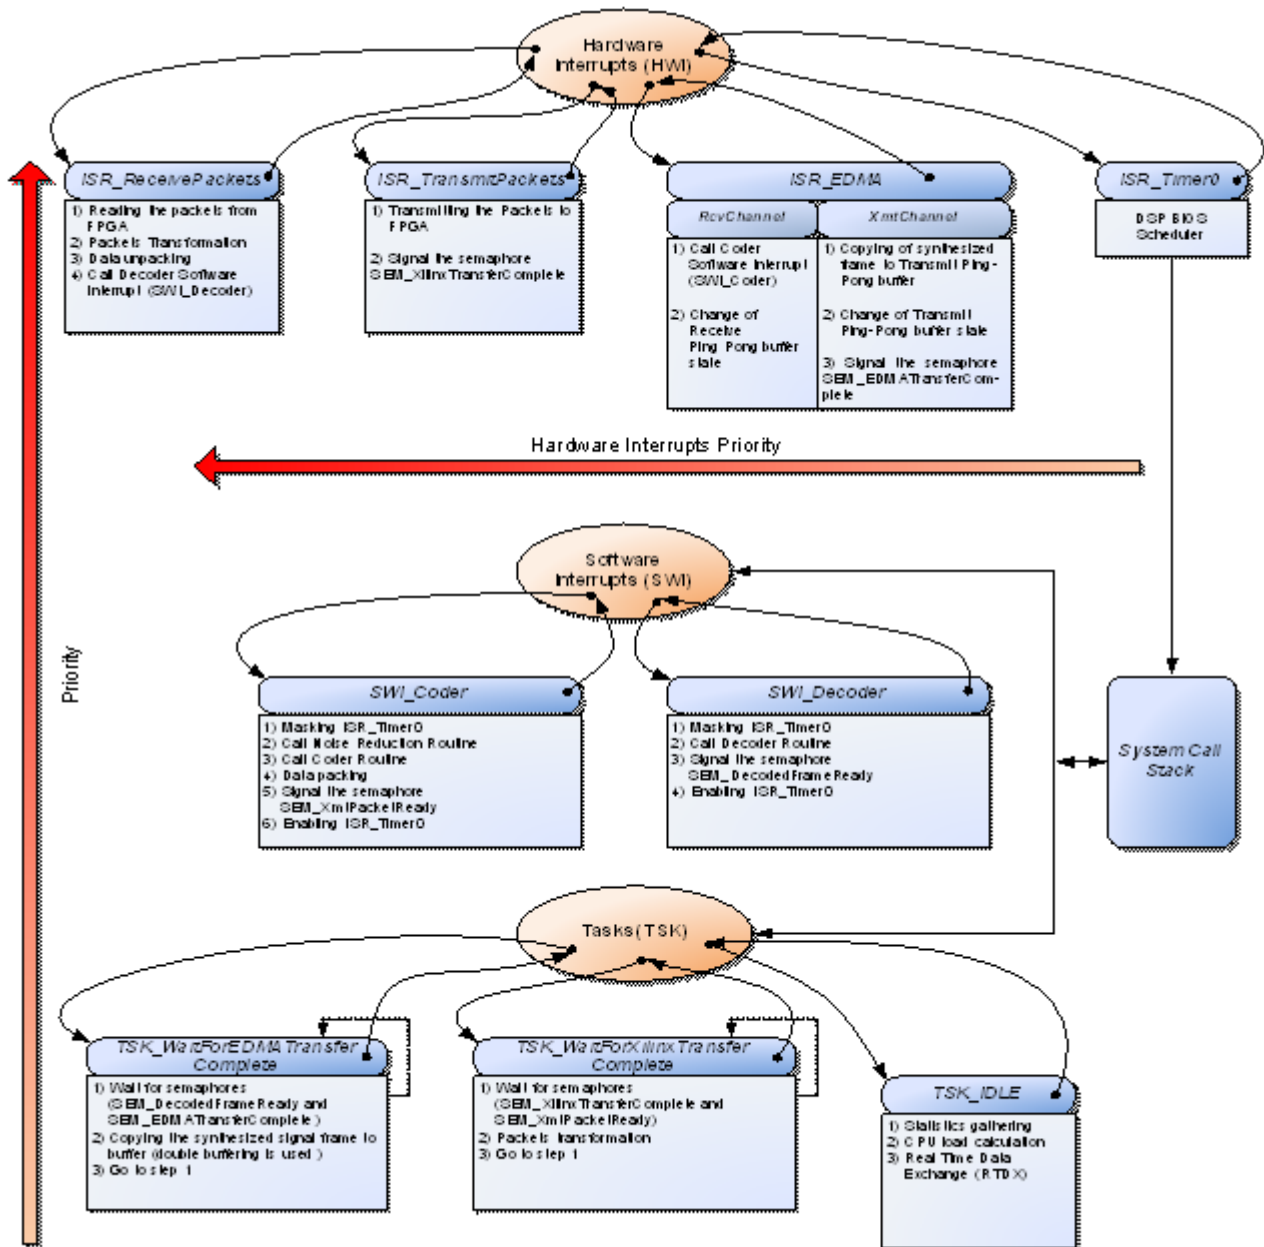 Hardware
Interrupts (HWI)
ISR_ReceivePackets
1) Reading the packets from
FPGA
2) Packets Transformation
3) Data unpacking
4) Call Decoder Software
Interrupt (SWI_Decoder)
ISR_TransmitPackets
1) Transmitting the Packets to
FPGA
2) Signal the semaphore
SEM_XilinxTransferComplete
ISR_EDMA
RcvChannel
1) Call Coder
Software Interrupt
(SWI_Coder)
2) Change of
Receive
Ping-Pong buffer
state
XmtChannel
1) Copying of synthesized
frame to Transmit Ping-
Pong buffer
2) Change of Transmit
Ping-Pong buffer state
3) Signal the semaphore
SEM_EDMATransferCom-
plete
ISR_Timer0
DSP BIOS
Scheduler
Hardware Interrupts Priority
Priority
Software
Interrupts (SWI)
SWI_Coder
1) Masking ISR_Timer0
2) Call Noise Reduction Routine
3) Call Coder Routine
4) Data packing
5) Signal the semaphore
SEM_XmtPacketReady
6) Enabling ISR_Timer0
SWI_Decoder
1) Masking ISR_Timer0
2) Call Decoder Routine
3) Signal the semaphore
SEM_DecodedFrameReady
4) Enabling ISR_Timer0
System Call
Stack
Tasks (TSK)
TSK_WaitForEDMATransfer
Complete
1) Wait for semaphores
(SEM_DecodedFrameReady and
SEM_EDMATransferComplete)
2) Copying the synthesized signal frame to
buffer (double buffering is used)
3) Go to step 1
TSK_WaitForXilinxTransfer
Complete
1) Wait for semaphores
(SEM_XilinxTransferComplete and
SEM_XmtPacketReady)
2) Packets transformation
3) Go to step 1
TSK_IDLE
1) Statistics gathering
2) CPU load calculation
3) Real Time Data
Exchange (RTDX)